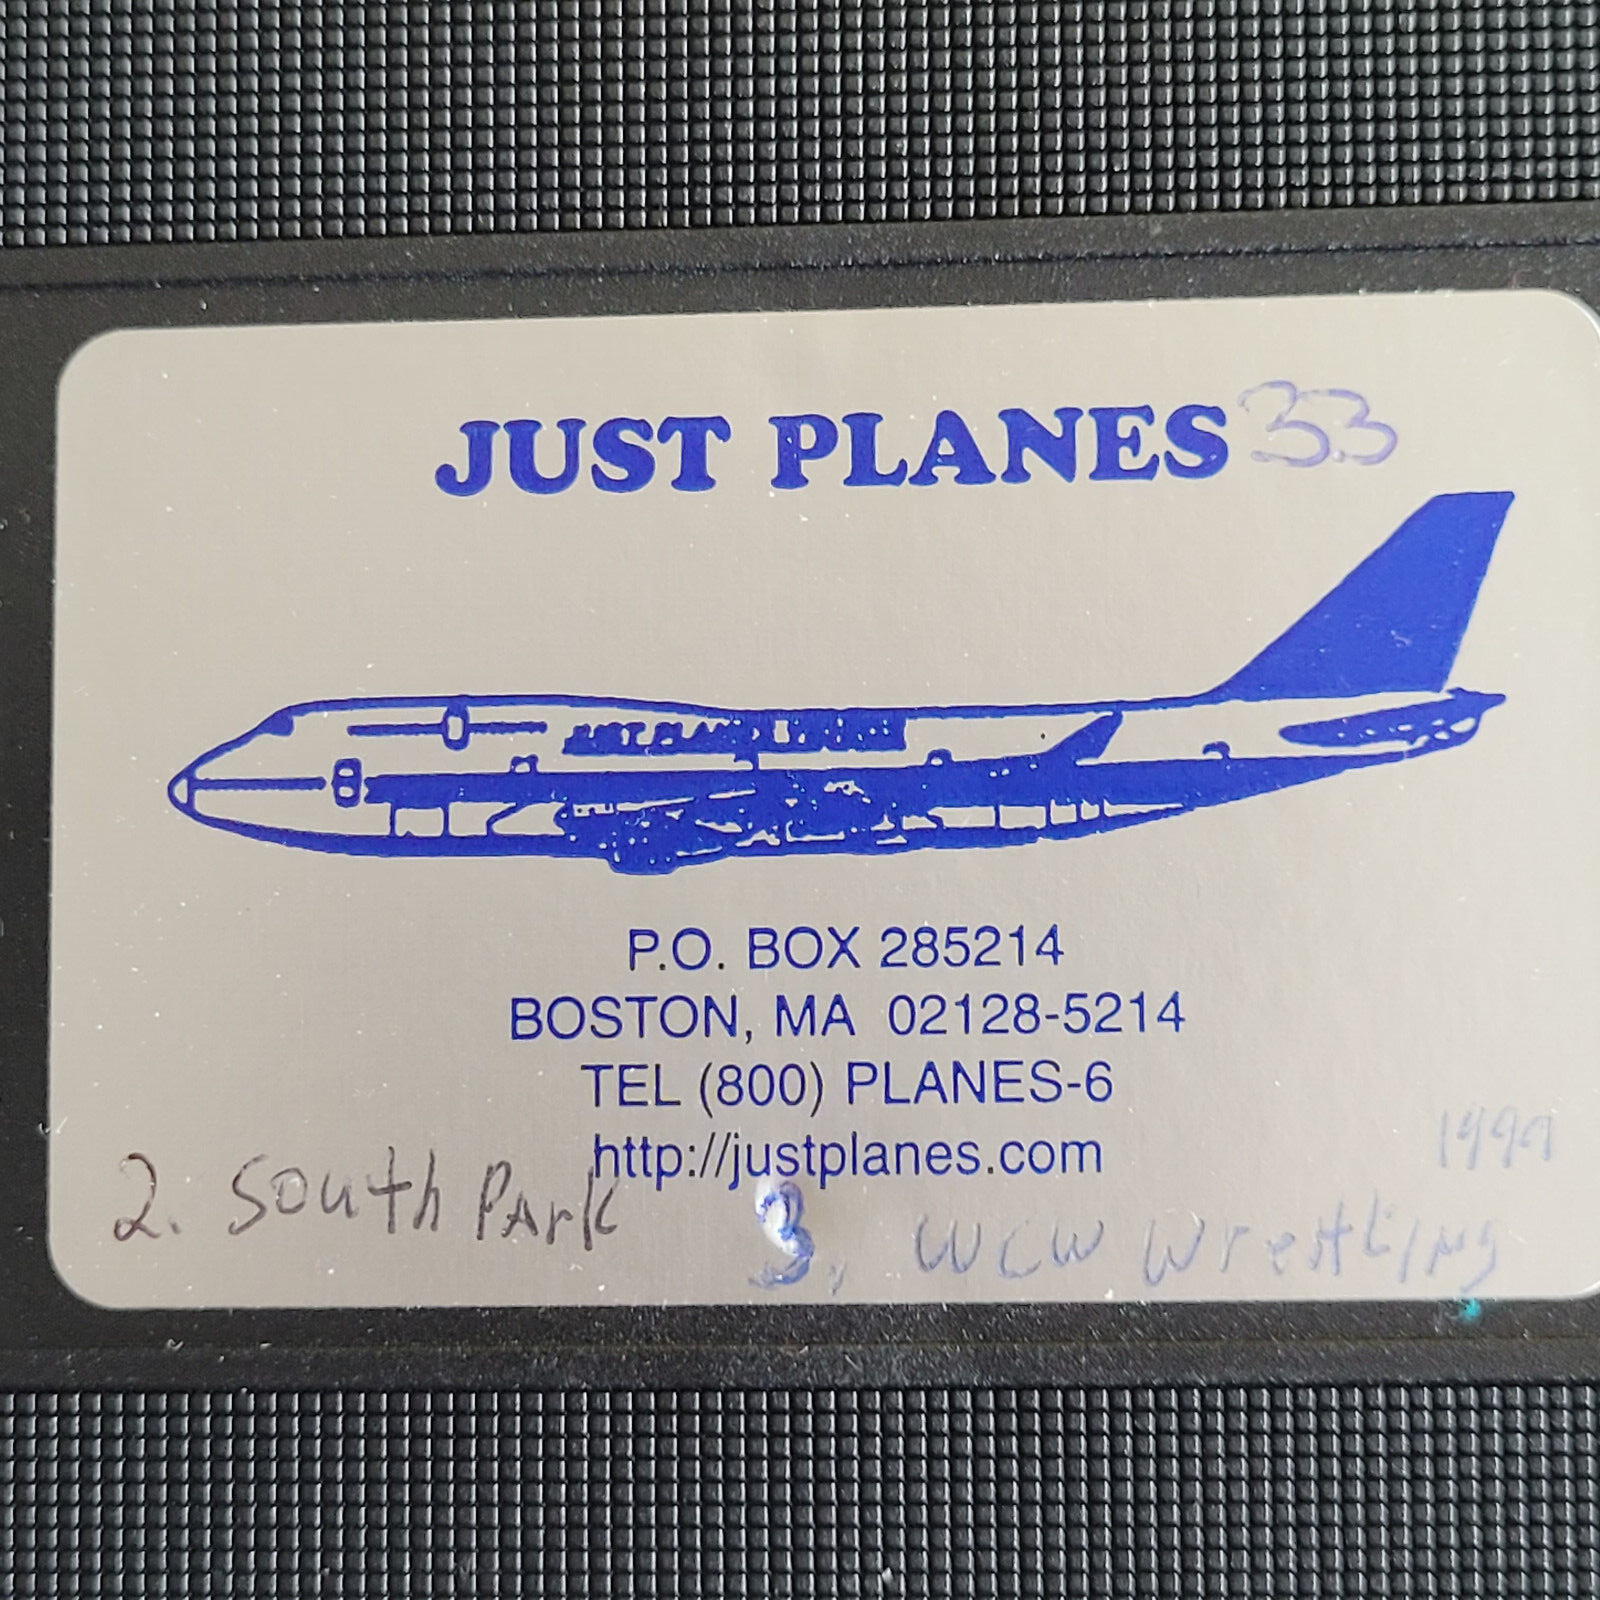 JUST PLANES 33
P.O. BOX 285214
BOSTON, MA 02128-5214
TEL (800) PLANES-6
http://justplanes.com
1999
2. South Park 3. WCW Wrestling